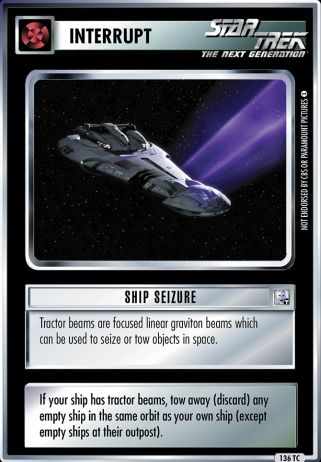 INTERRUPT
STAR TREK
THE NEXT GENERATION
NOT ENDORSED BY CBS OR PARAMOUNT PICTURES
SHIP SEIZURE
Tractor beams are focused linear graviton beams which
can be used to seize or tow objects in space.
If your ship has tractor beams, tow away (discard) any
empty ship in the same orbit as your own ship (except
empty ships at their outpost).
136 TC